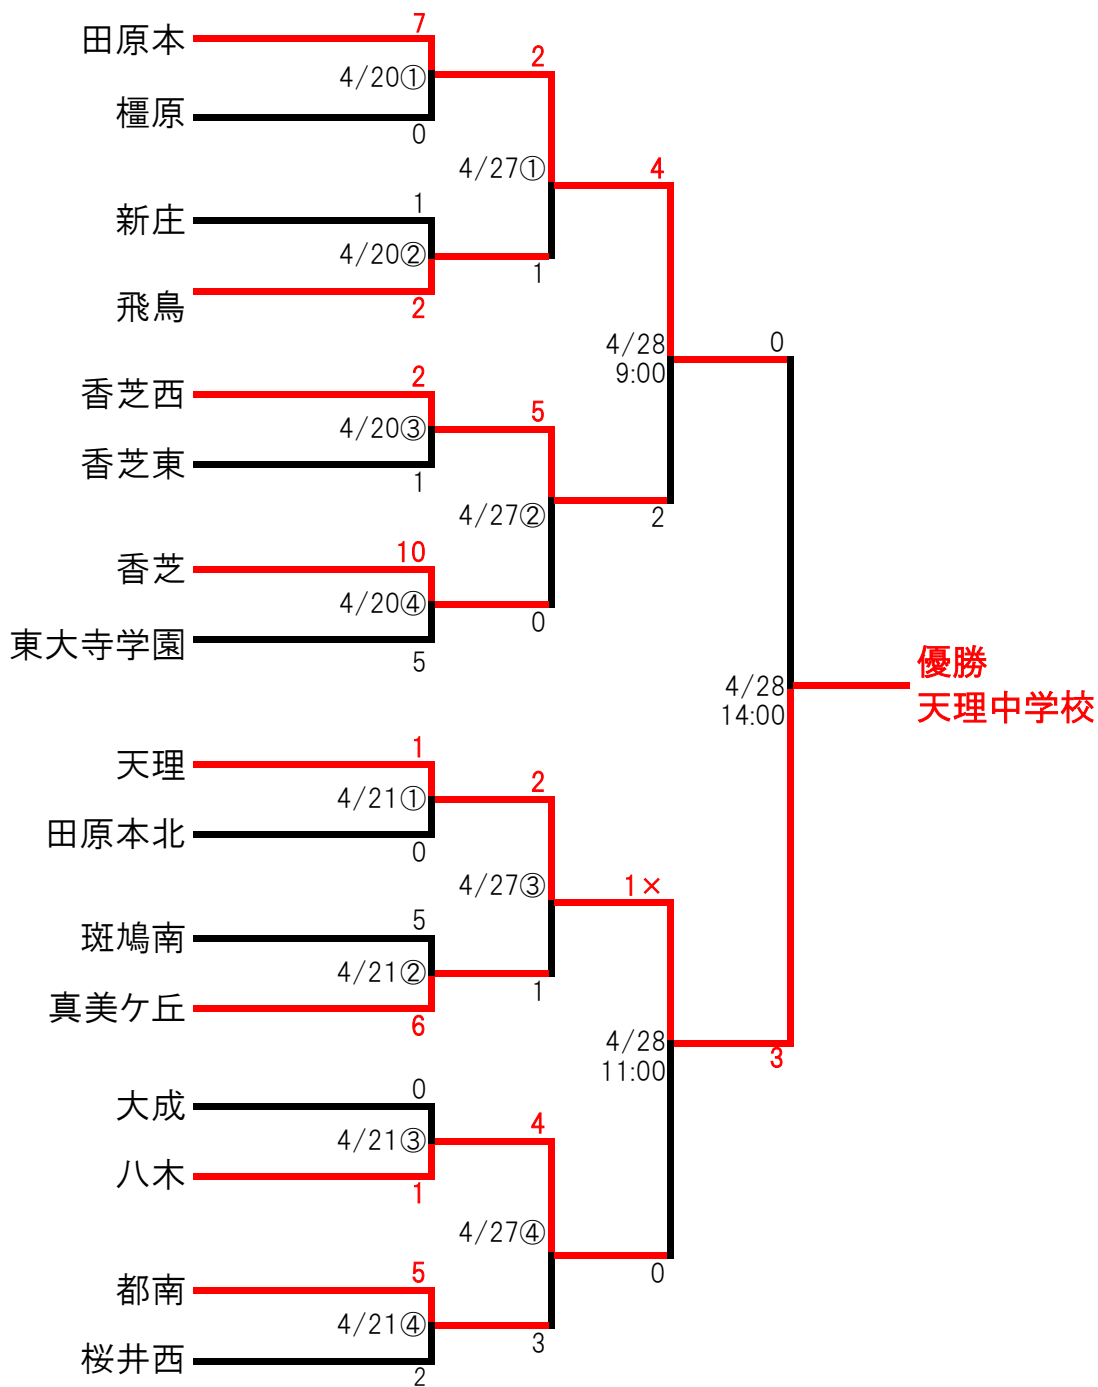 田原本
7
4/20①
橿原
0
2
4/27①
新庄
1
4/20②
飛鳥
2
1
4
4/28
9:00
0
香芝西
2
4/20③
香芝東
1
5
4/27②
2
香芝
10
4/20④
東大寺学園
5
0
優勝
天理中学校
4/28
14:00
天理
1
4/21①
田原本北
0
2
4/27③
1×
斑鳩南
5
4/21②
真美ケ丘
6
1
4/28
11:00
3
大成
0
4/21③
八木
1
4
4/27④
0
都南
5
4/21④
桜井西
2
3